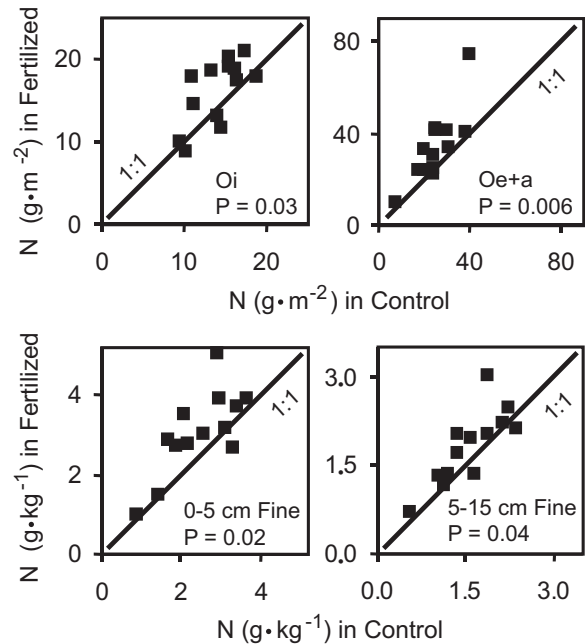 N (g·m-2) in Fertilized
20
10
0
1:1
Oi
P = 0.03
0 10 20
80
40
0
1:1
Oe+a
P = 0.006
0 40 80
N (g·m-2) in Control
N (g·kg-1) in Fertilized
4
2
0
1:1
0-5 cm Fine
P = 0.02
0 2 4
3.0
1.5
0.0
1:1
5-15 cm Fine
P = 0.04
0.0 1.5 3.0
N (g·kg-1) in Control